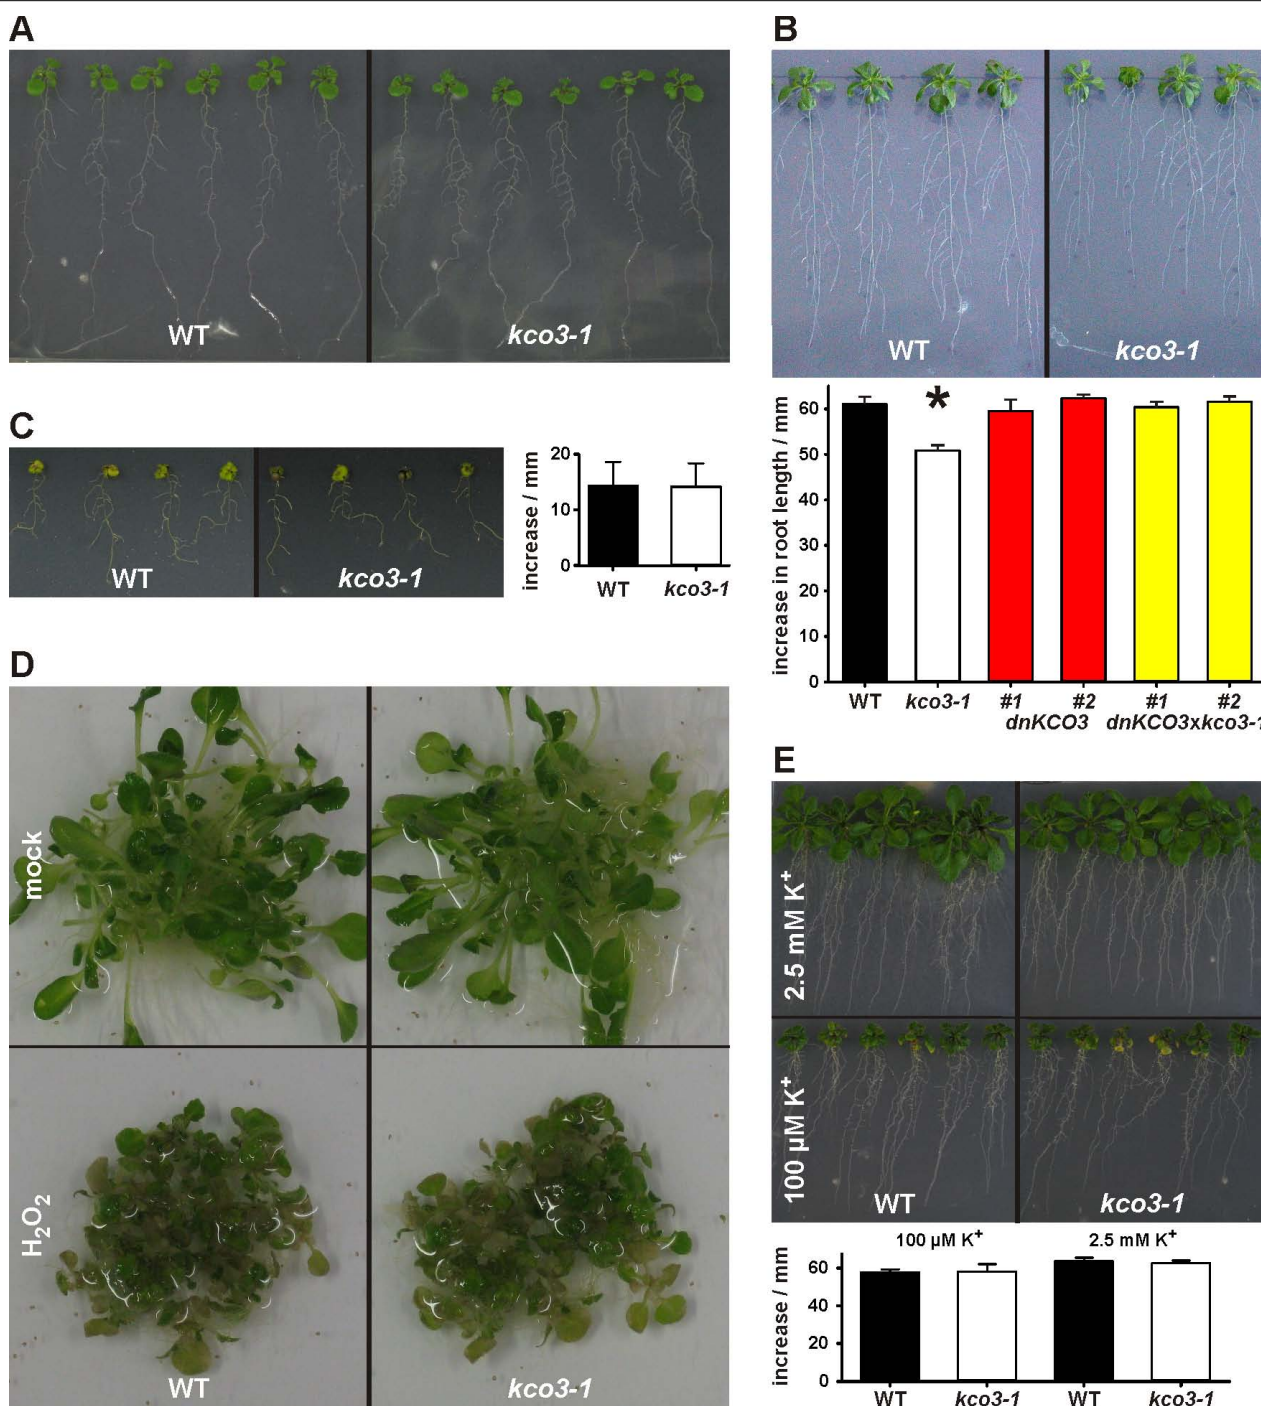 A
WT
kco3-1
B
WT
kco3-1
increase in root length / mm
60
50
40
30
20
10
0
*
WT
kco3-1
#1
#2
dnKCO3
#1
#2
dnKCO3xkco3-1
C
WT
kco3-1
increase / mm
20
10
0
WT
kco3-1
D
mock
H₂O₂
WT
kco3-1
E
2.5 mM K⁺
100 µM K⁺
WT
kco3-1
100 µM K⁺
2.5 mM K⁺
increase / mm
60
40
20
0
WT
kco3-1
WT
kco3-1